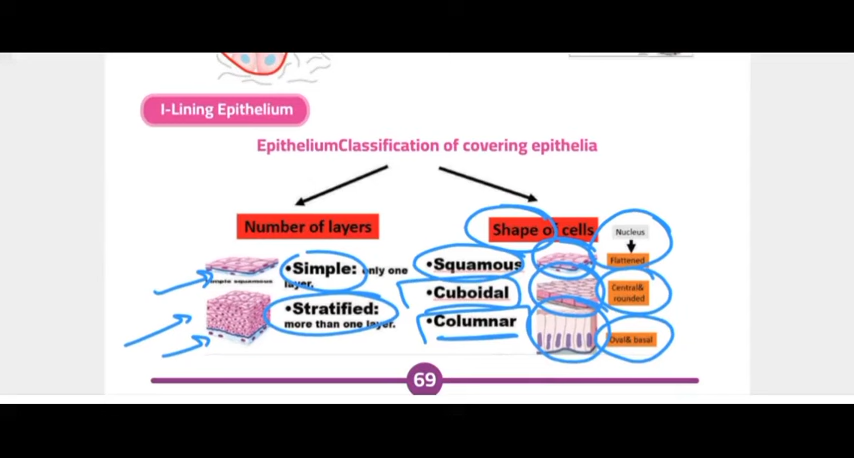 I-Lining Epithelium
EpitheliumClassification of covering epithelia
Number of layers
•Simple: only one
layer.
•Stratified:
more than one layer.
Shape of cells
•Squamous
•Cuboidal
•Columnar
Nucleus
Flattened
Central&
rounded
Oval& basal
69